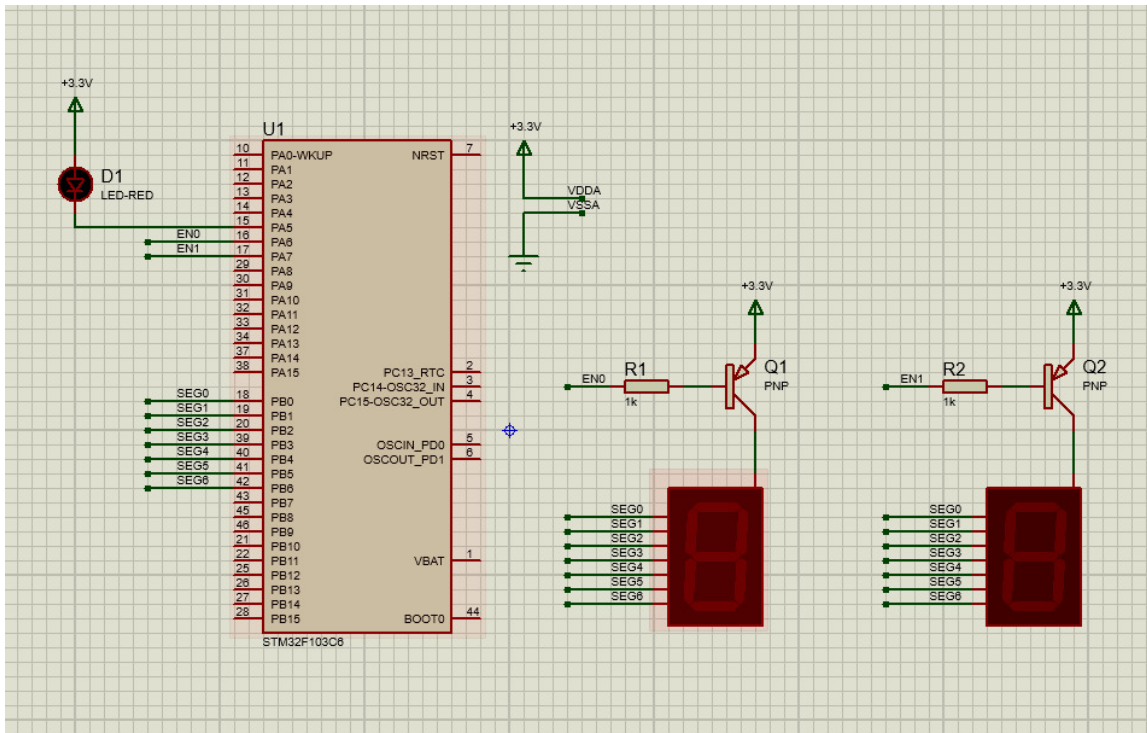 +3.3V
D1
LED-RED
U1
10 PA0-WKUP NRST 7
11 PA1
12 PA2
13 PA3
14 PA4
15 PA5
EN0 16 PA6
EN1 17 PA7
29 PA8
30 PA9
31 PA10
32 PA11
33 PA12
34 PA13
37 PA14
38 PA15 PC13_RTC 2
PC14-OSC32_IN 3
SEG0 18 PB0 PC15-OSC32_OUT 4
SEG1 19 PB1
SEG2 20 PB2
SEG3 39 PB3 OSCIN_PD0 5
SEG4 40 PB4 OSCOUT_PD1 6
SEG5 41 PB5
SEG6 42 PB6
43 PB7
45 PB8
46 PB9
21 PB10
22 PB11 VBAT 1
25 PB12
26 PB13
27 PB14
28 PB15 BOOT0 44
STM32F103C6
+3.3V
VDDA
VSSA
+3.3V
EN0 R1 Q1
1k PNP
SEG0
SEG1
SEG2
SEG3
SEG4
SEG5
SEG6
+3.3V
EN1 R2 Q2
1k PNP
SEG0
SEG1
SEG2
SEG3
SEG4
SEG5
SEG6